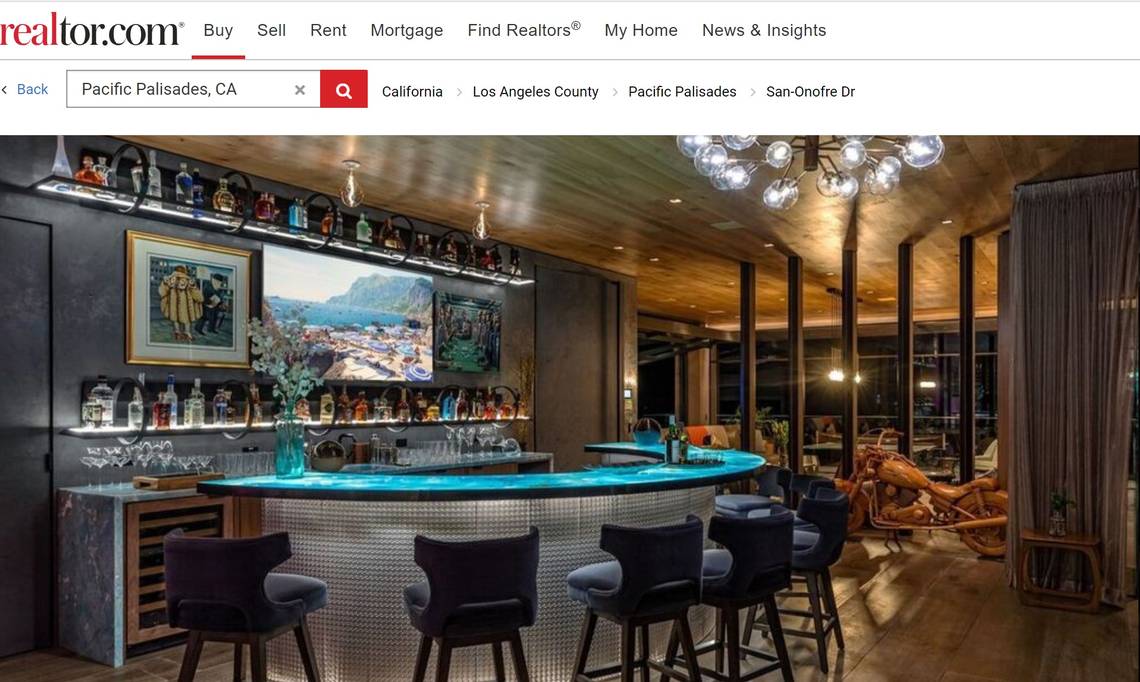 realtor.com®
Buy Sell Rent Mortgage Find Realtors® My Home News & Insights
‹ Back
Pacific Palisades, CA ×
California > Los Angeles County > Pacific Palisades > San-Onofre Dr